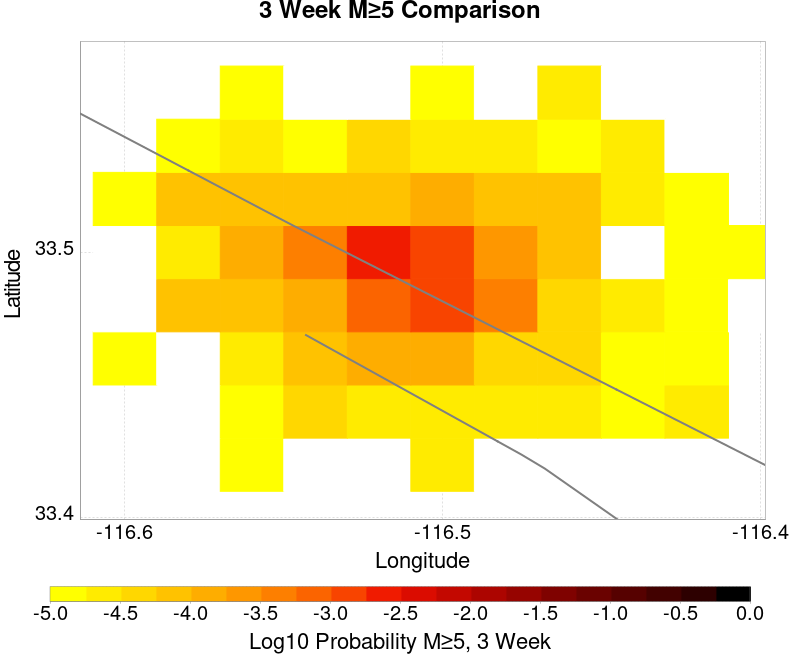 3 Week M≥5 Comparison
Latitude
33.5
33.4
-116.6 -116.5 -116.4
Longitude
-5.0 -4.5 -4.0 -3.5 -3.0 -2.5 -2.0 -1.5 -1.0 -0.5 0.0
Log10 Probability M≥5, 3 Week